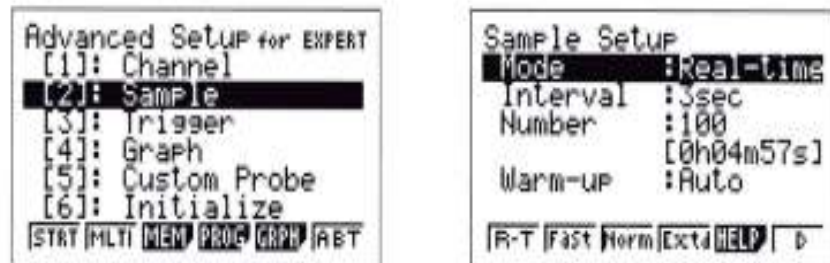 Advanced Setup for EXPERT
[1]: Channel
[2]: Sample
[3]: Trigger
[4]: Graph
[5]: Custom Probe
[6]: Initialize
STRT MLTI MEM PROG GRPH ABT
Sample Setup
Mode :Real-time
Interval :3sec
Number :100
[0h04m57s]
Warm-up :Auto
R-T Fast Norm Extd HELP D